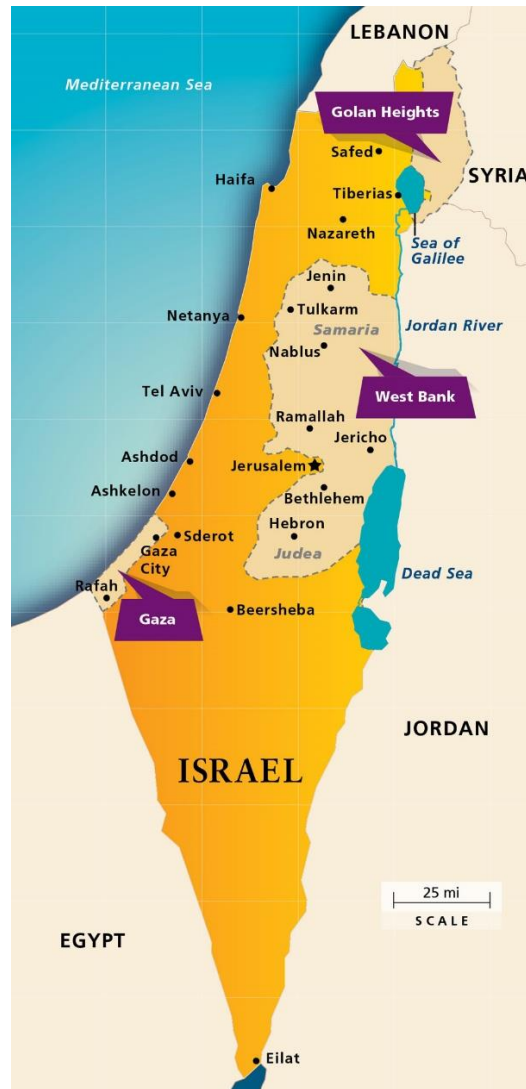 LEBANON
Mediterranean Sea
Golan Heights
Safed
SYRIA
Haifa
Tiberias
Nazareth
Sea of
Galilee
Jenin
Tulkarm
Netanya
Samaria
Jordan River
Nablus
Tel Aviv
West Bank
Ramallah
Jericho
Ashdod
Jerusalem
Ashkelon
Bethlehem
Hebron
Sderot
Gaza
City
Judea
Dead Sea
Rafah
Beersheba
Gaza
JORDAN
ISRAEL
25 mi
SCALE
EGYPT
Eilat